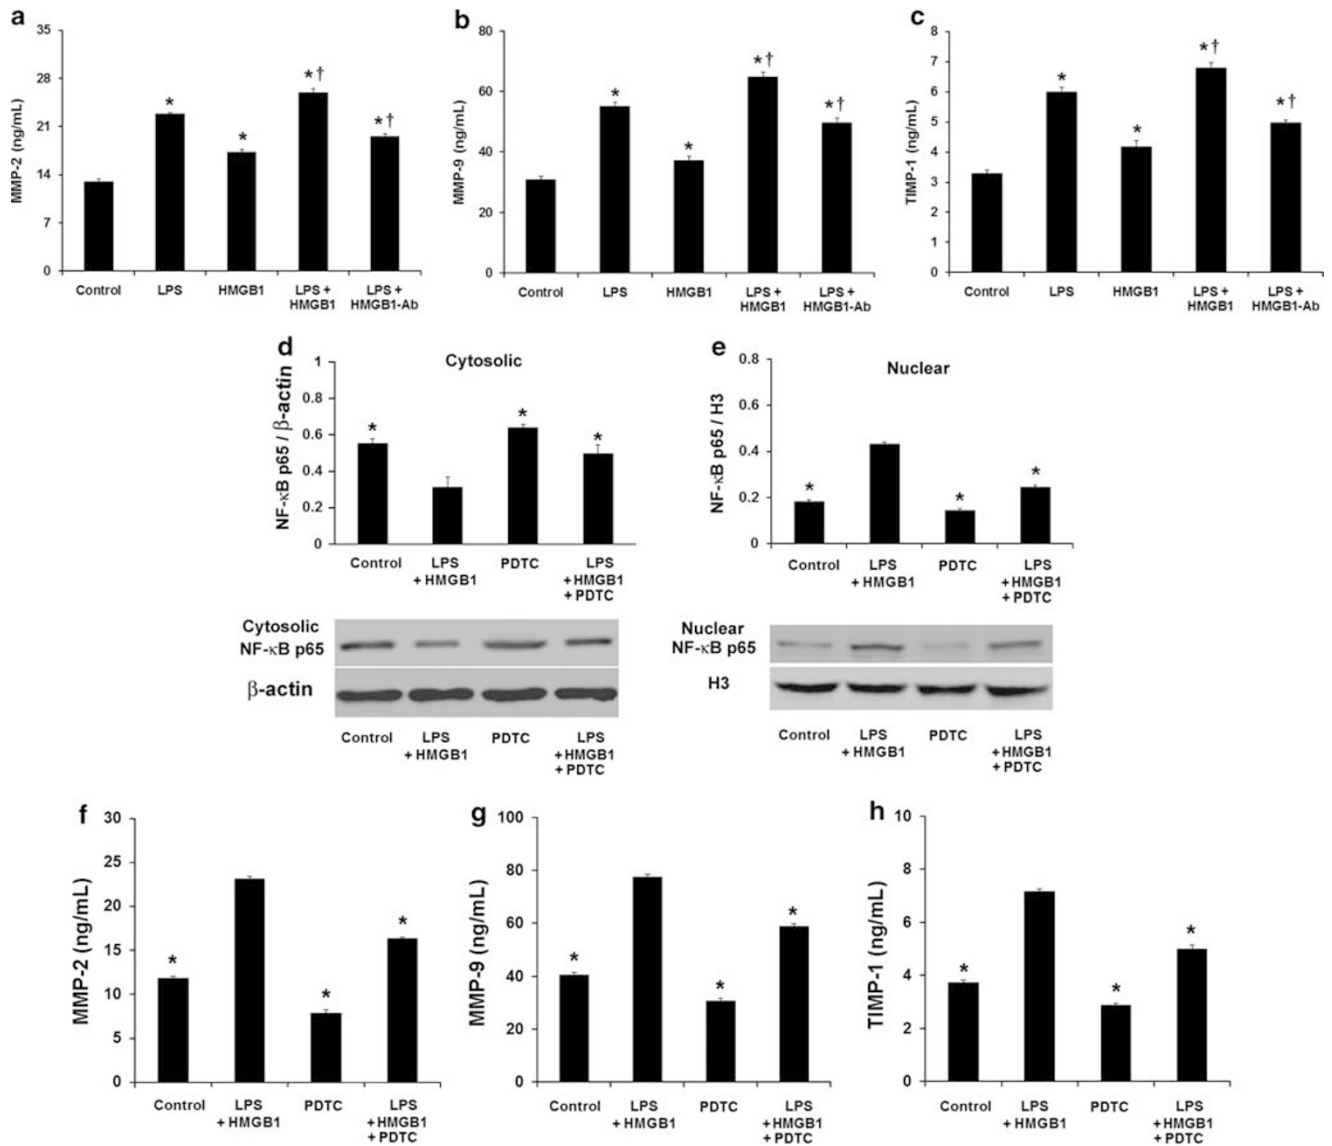 a
MMP-2 (ng/mL)
35
28
21
14
7
0
*
*
*†
*†
Control
LPS
HMGB1
LPS +
HMGB1
LPS +
HMGB1-Ab
b
MMP-9 (ng/mL)
80
60
40
20
0
*
*
*†
*†
Control
LPS
HMGB1
LPS +
HMGB1
LPS +
HMGB1-Ab
c
TIMP-1 (ng/mL)
8
7
6
5
4
3
2
1
0
*
*
*†
*†
Control
LPS
HMGB1
LPS +
HMGB1
LPS +
HMGB1-Ab
d
Cytosolic
NF-κB p65 / β-actin
1
0.8
0.6
0.4
0.2
0
*
*
*
Control
LPS
+ HMGB1
PDTC
LPS
+ HMGB1
+ PDTC
Cytosolic
NF-κB p65
β-actin
Control
LPS
+ HMGB1
PDTC
LPS
+ HMGB1
+ PDTC
e
Nuclear
NF-κB p65 / H3
0.8
0.6
0.4
0.2
0
*
*
*
Control
LPS
+ HMGB1
PDTC
LPS
+ HMGB1
+ PDTC
Nuclear
NF-κB p65
H3
Control
LPS
+ HMGB1
PDTC
LPS
+ HMGB1
+ PDTC
f
MMP-2 (ng/mL)
30
25
20
15
10
5
0
*
*
*
Control
LPS
+ HMGB1
PDTC
LPS
+ HMGB1
+ PDTC
g
MMP-9 (ng/mL)
100
80
60
40
20
0
*
*
*
Control
LPS
+ HMGB1
PDTC
LPS
+ HMGB1
+ PDTC
h
TIMP-1 (ng/mL)
10
8
6
4
2
0
*
*
*
Control
LPS
+ HMGB1
PDTC
LPS
+ HMGB1
+ PDTC